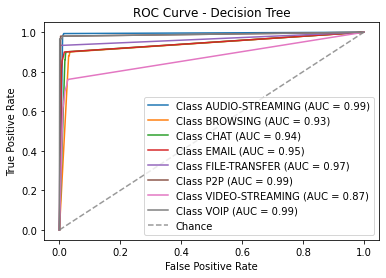 ROC Curve - Decision Tree
True Positive Rate
1.0
0.8
0.6
0.4
0.2
0.0
Class AUDIO-STREAMING (AUC = 0.99)
Class BROWSING (AUC = 0.93)
Class CHAT (AUC = 0.94)
Class EMAIL (AUC = 0.95)
Class FILE-TRANSFER (AUC = 0.97)
Class P2P (AUC = 0.99)
Class VIDEO-STREAMING (AUC = 0.87)
Class VOIP (AUC = 0.99)
Chance
0.0 0.2 0.4 0.6 0.8 1.0
False Positive Rate